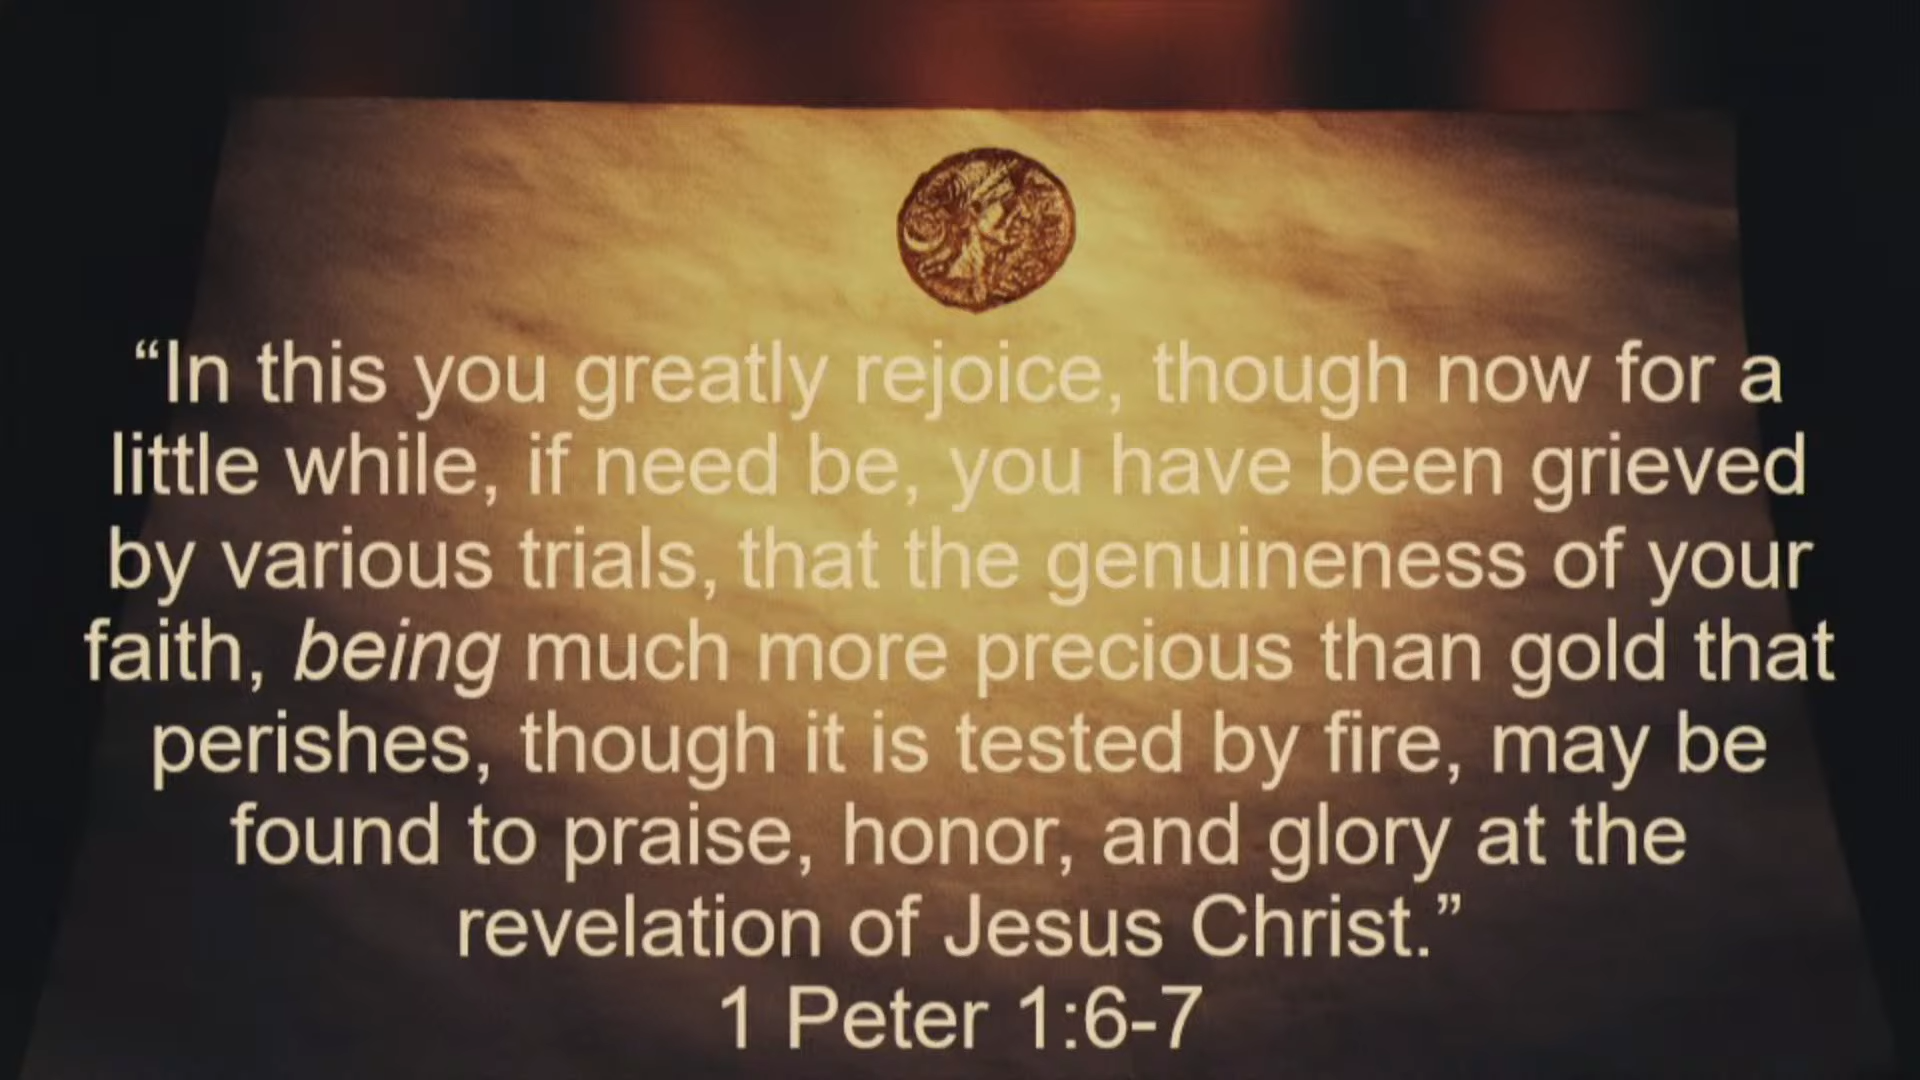 “In this you greatly rejoice, though now for a
little while, if need be, you have been grieved
by various trials, that the genuineness of your
faith, being much more precious than gold that
perishes, though it is tested by fire, may be
found to praise, honor, and glory at the
revelation of Jesus Christ.”
1 Peter 1:6-7